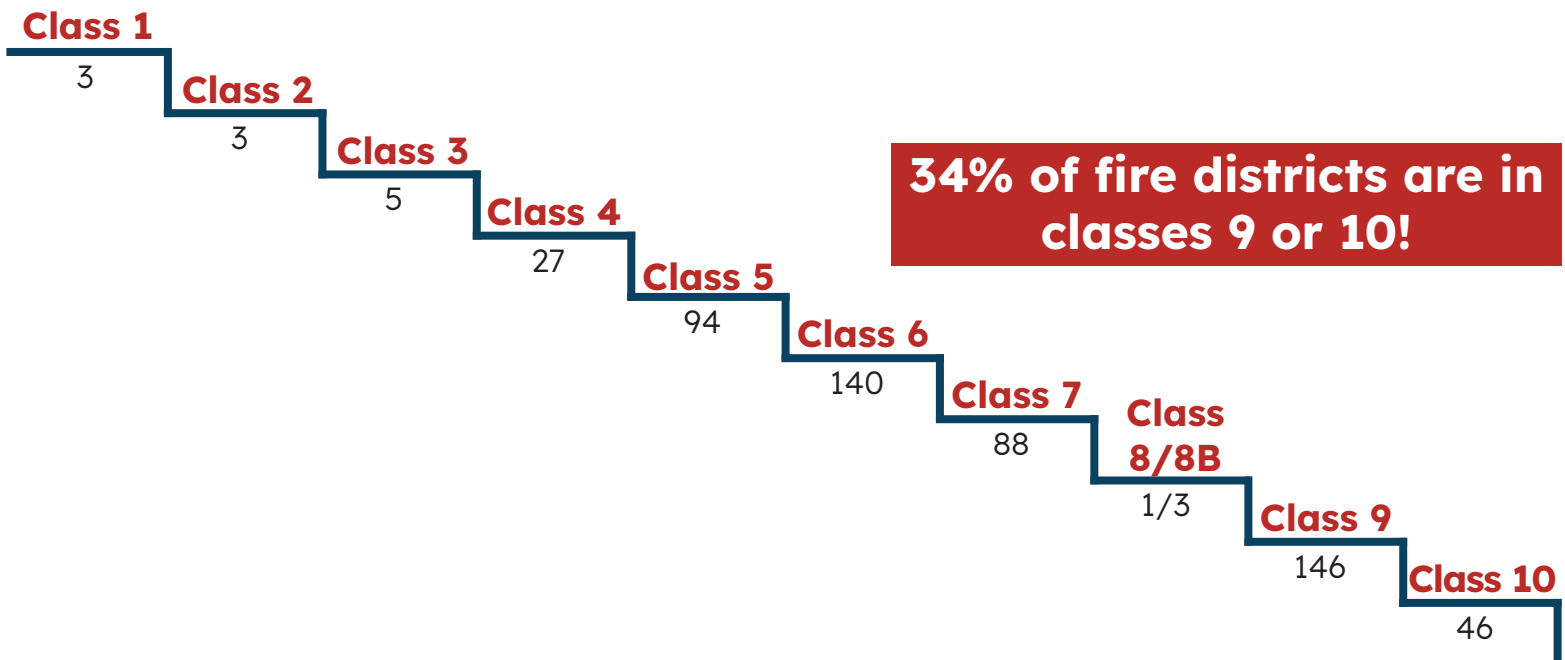 Class 1
3
Class 2
3
Class 3
5
34% of fire districts are in
classes 9 or 10!
Class 4
27
Class 5
94
Class 6
140
Class 7
88
Class
8/8B
1/3
Class 9
146
Class 10
46